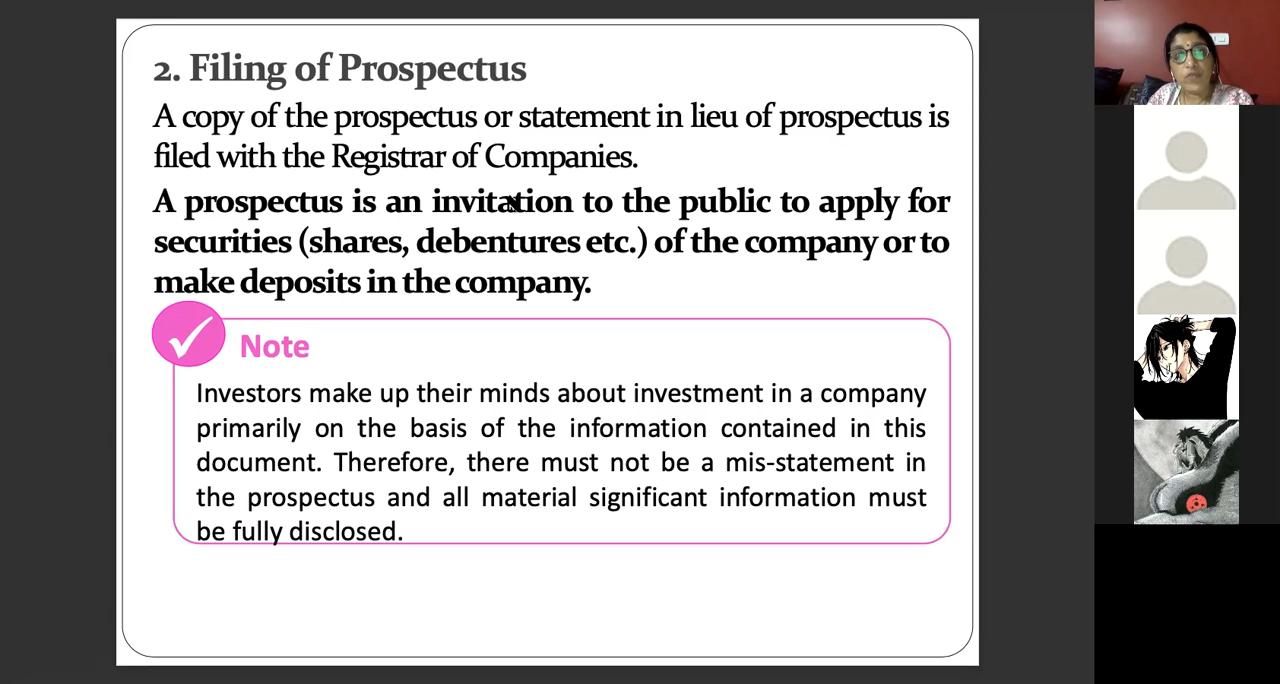 2. Filing of Prospectus
A copy of the prospectus or statement in lieu of prospectus is
filed with the Registrar of Companies.
A prospectus is an invitation to the public to apply for
securities (shares, debentures etc.) of the company or to
make deposits in the company.
Note
Investors make up their minds about investment in a company
primarily on the basis of the information contained in this
document. Therefore, there must not be a mis-statement in
the prospectus and all material significant information must
be fully disclosed.